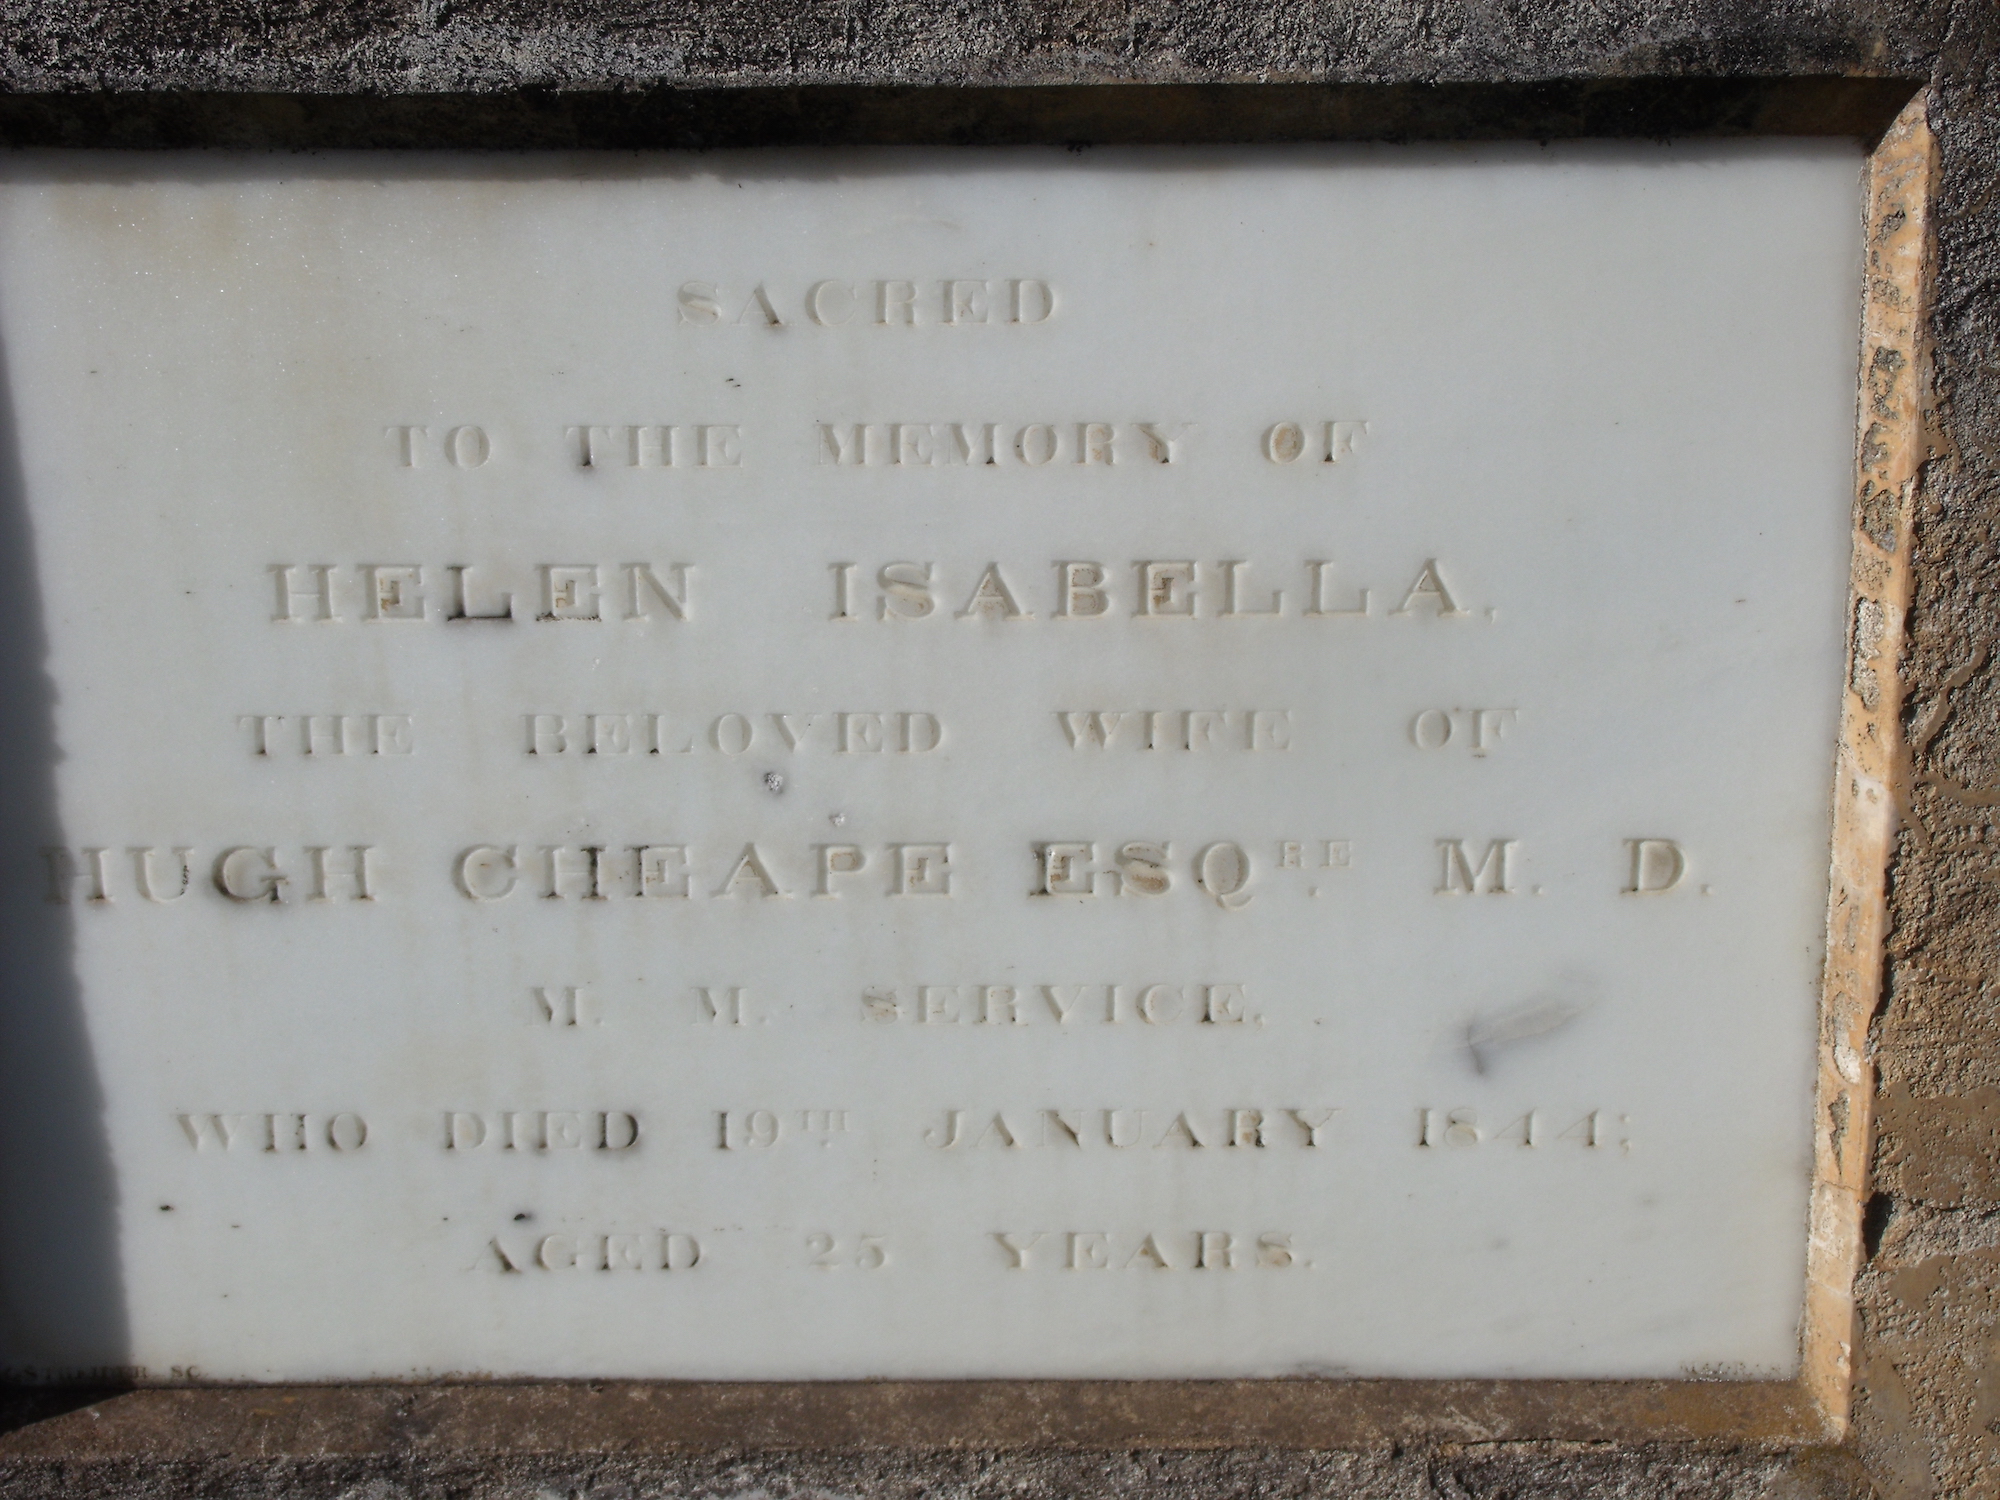 SACRED
TO THE MEMORY OF
HELEN ISABELLA,
THE BELOVED WIFE OF
HUGH CHEAPE ESQRE. M. D.
M. M. SERVICE.
WHO DIED 19TH JANUARY 1844;
AGED 25 YEARS.
SC